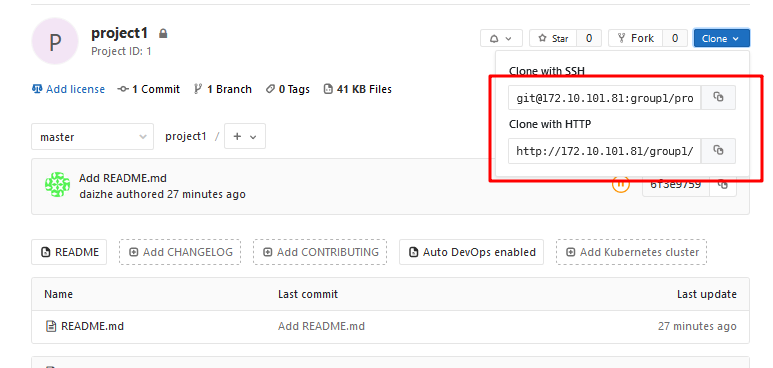 P
project1
Project ID: 1
Star 0
Fork 0
Clone
Add license
1 Commit
1 Branch
0 Tags
41 KB Files
Clone with SSH
git@172.10.101.81:group1/pro
Clone with HTTP
http://172.10.101.81/group1/
master
project1 / +
Add README.md
daizhe authored 27 minutes ago
6f3e9759
README
Add CHANGELOG
Add CONTRIBUTING
Auto DevOps enabled
Add Kubernetes cluster
Name Last commit Last update
README.md Add README.md 27 minutes ago